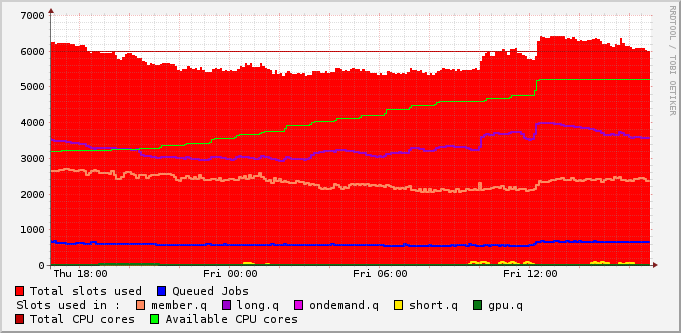 7000
6000
5000
4000
3000
2000
1000
0
Thu 18:00 Fri 00:00 Fri 06:00 Fri 12:00
Total slots used Queued Jobs
Slots used in : member.q long.q ondemand.q short.q gpu.q
Total CPU cores Available CPU cores
RRDTOOL / TOBI OETIKER